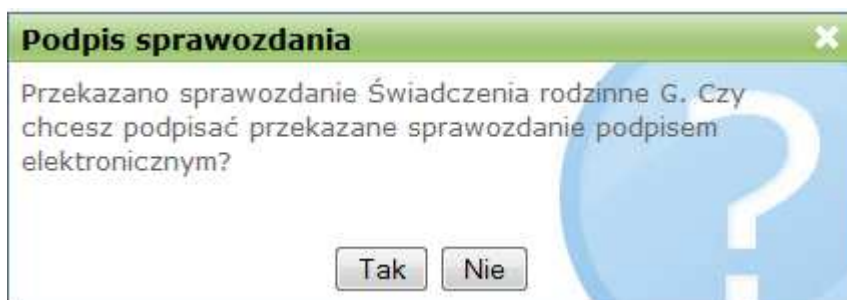 Podpis sprawozdania
Przekazano sprawozdanie Świadczenia rodzinne G. Czy
chcesz podpisać przekazane sprawozdanie podpisem
elektronicznym?
Tak Nie